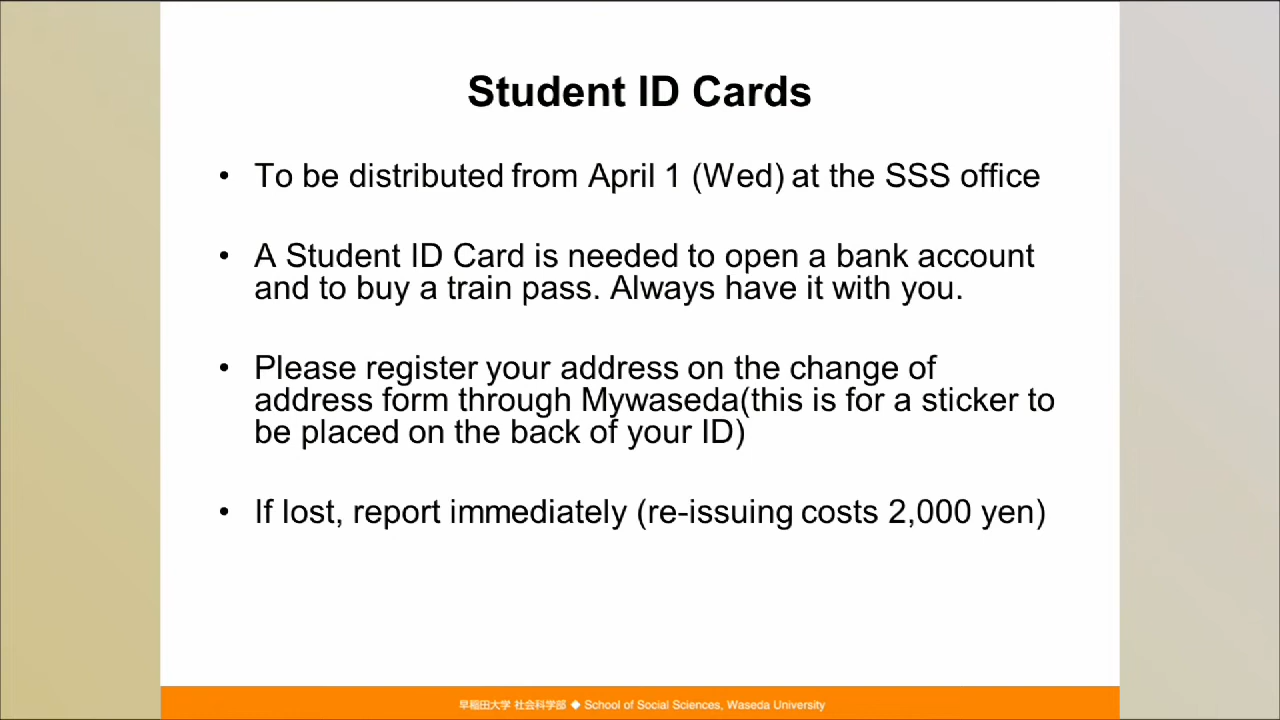 Student ID Cards
• To be distributed from April 1 (Wed) at the SSS office
• A Student ID Card is needed to open a bank account
and to buy a train pass. Always have it with you.
• Please register your address on the change of
address form through Mywaseda(this is for a sticker to
be placed on the back of your ID)
• If lost, report immediately (re-issuing costs 2,000 yen)
早稲田大学 社会科学部 ◆ School of Social Sciences, Waseda University